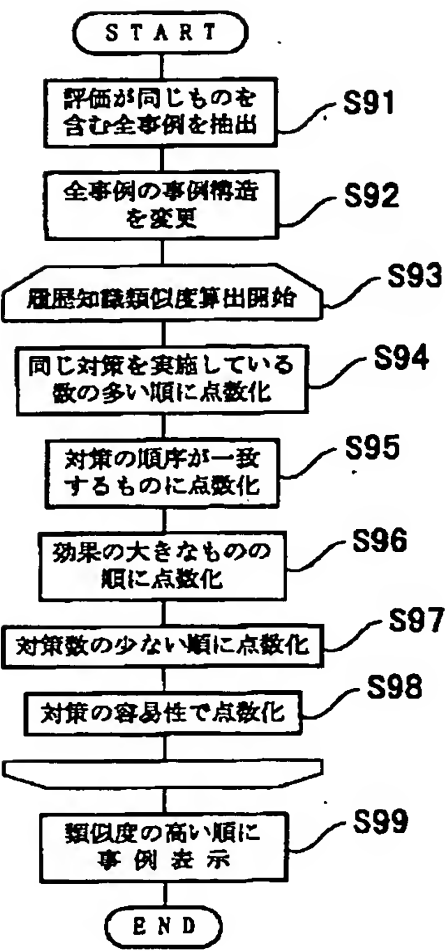 START
評価が同じものを
含む全事例を抽出
S91
全事例の事例構造
を変更
S92
履歴知識類似度算出開始
S93
同じ対策を実施している
数の多い順に点数化
S94
対策の順序が一致
するものに点数化
S95
効果の大きなものの
順に点数化
S96
対策数の少ない順に点数化
S97
対策の容易性で点数化
S98
類似度の高い順に
事例表示
S99
END